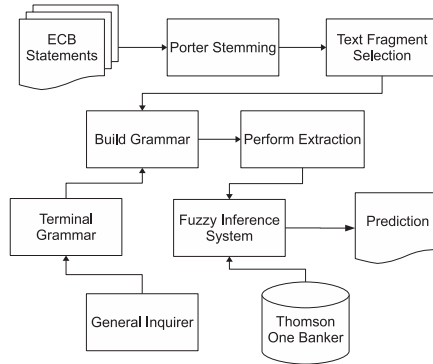 ECB
Statements
Porter Stemming
Text Fragment
Selection
Build Grammar
Perform Extraction
Terminal
Grammar
Fuzzy Inference
System
Prediction
General Inquirer
Thomson
One Banker